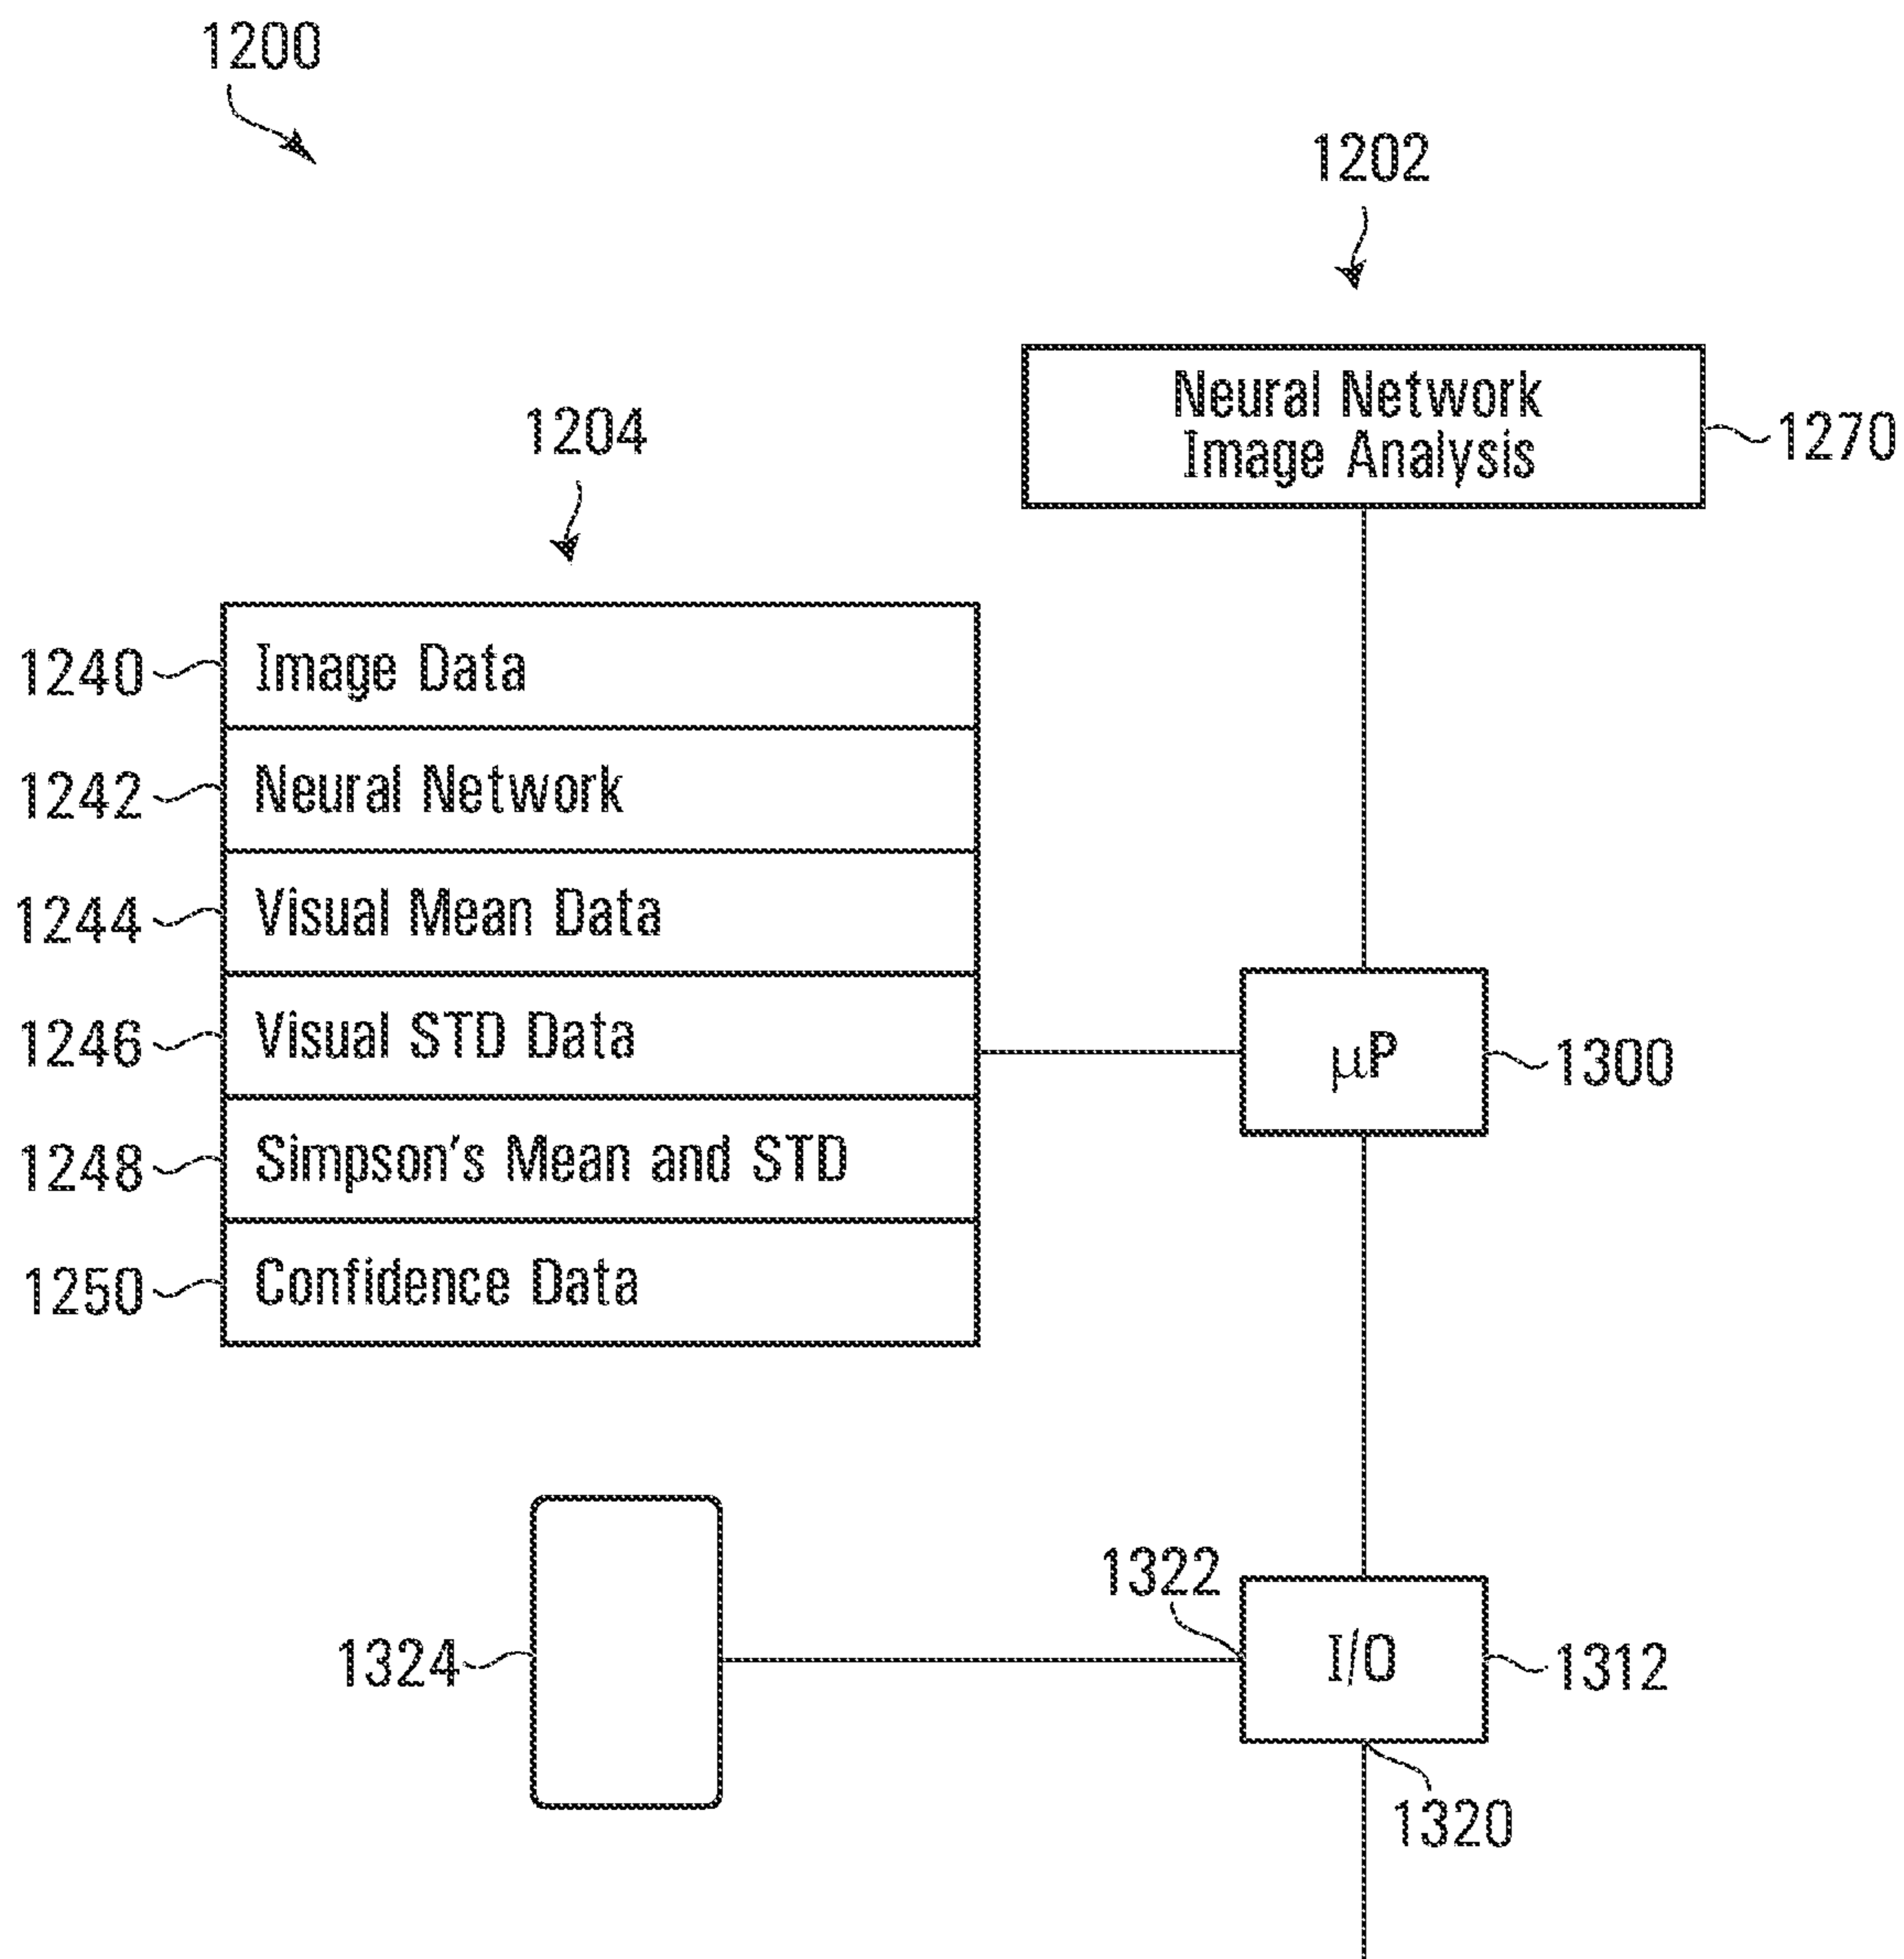 1200
1202
Neural Network
Image Analysis
1270
1204
1240
Image Data
1242
Neural Network
1244
Visual Mean Data
1246
Visual STD Data
1248
Simpson's Mean and STD
1250
Confidence Data
μP
1300
1324
1322
I/O
1312
1320